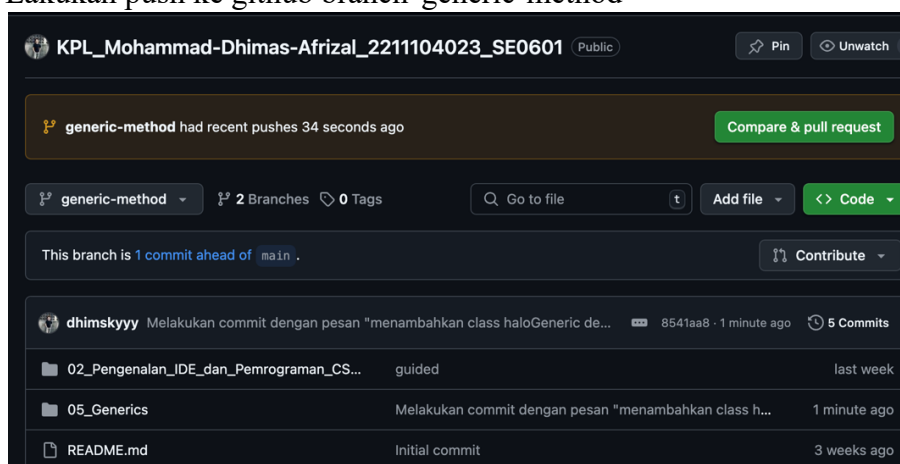 Lakukan push ke github branch generic-method
KPL_Mohammad-Dhimas-Afrizal_2211104023_SE0601 Public Pin Unwatch
generic-method had recent pushes 34 seconds ago Compare & pull request
generic-method 2 Branches 0 Tags Go to file t Add file <> Code
This branch is 1 commit ahead of main . Contribute
dhimskyyy Melakukan commit dengan pesan "menambahkan class haloGeneric de... 8541aa8 · 1 minute ago 5 Commits
02_Pengenalan_IDE_dan_Pemrograman_CS... guided last week
05_Generics Melakukan commit dengan pesan "menambahkan class h... 1 minute ago
README.md Initial commit 3 weeks ago